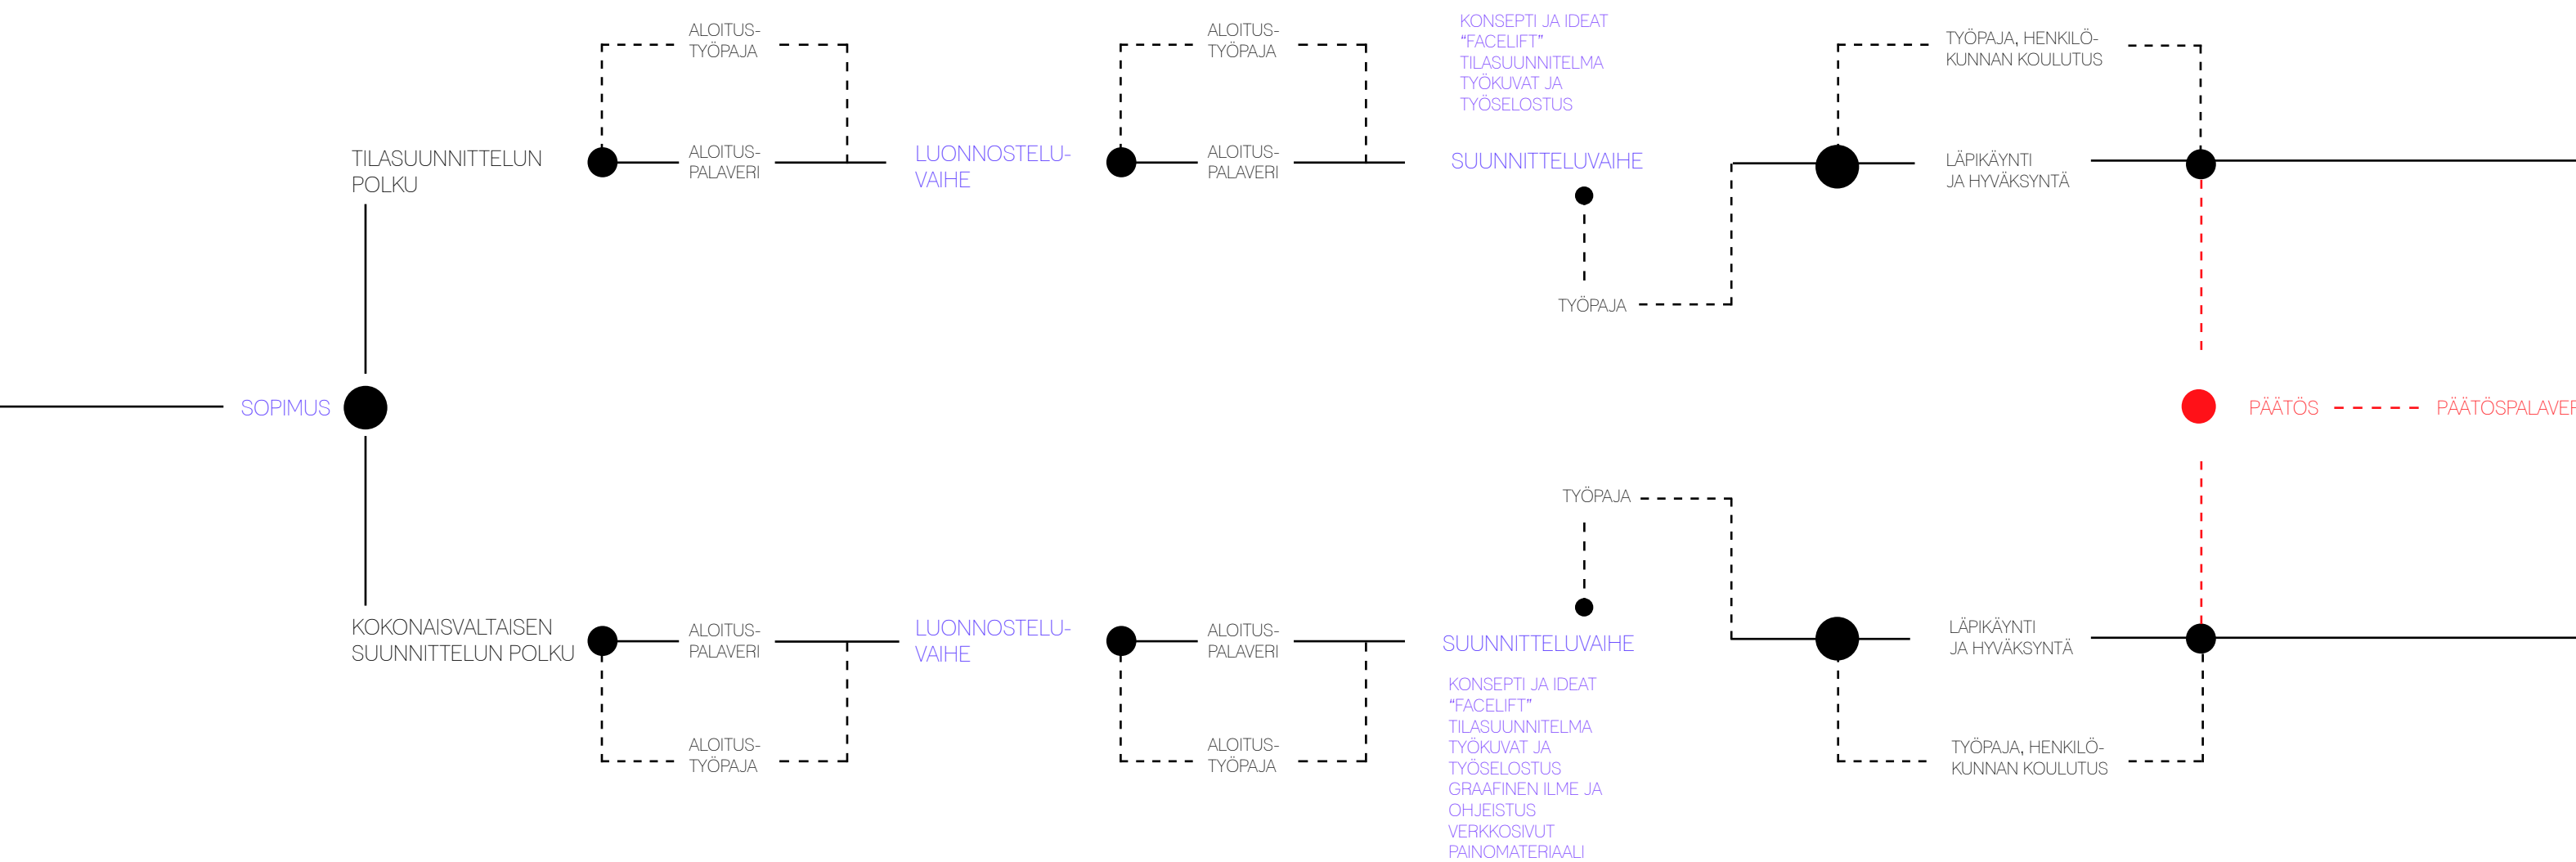 ALOITUS-
TYÖPAJA
ALOITUS-
TYÖPAJA
KONSEPTI JA IDEAT
“FACELIFT”
TILASUUNNITELMA
TYÖKUVAT JA
TYÖSELOSTUS
TYÖPAJA, HENKILÖ-
KUNNAN KOULUTUS
TILASUUNNITTELUN
POLKU
ALOITUS-
PALAVERI
LUONNOSTELU-
VAIHE
ALOITUS-
PALAVERI
SUUNNITTELUVAIHE
LÄPIKÄYNTI
JA HYVÄKSYNTÄ
TYÖPAJA
SOPIMUS
PÄÄTÖS
PÄÄTÖSPALAVER
TYÖPAJA
KOKONAISVALTAISEN
SUUNNITTELUN POLKU
ALOITUS-
PALAVERI
LUONNOSTELU-
VAIHE
ALOITUS-
PALAVERI
SUUNNITTELUVAIHE
LÄPIKÄYNTI
JA HYVÄKSYNTÄ
ALOITUS-
TYÖPAJA
ALOITUS-
TYÖPAJA
KONSEPTI JA IDEAT
“FACELIFT”
TILASUUNNITELMA
TYÖKUVAT JA
TYÖSELOSTUS
GRAAFINEN ILME JA
OHJEISTUS
VERKKOSIVUT
PAINOMATERIAALI
TYÖPAJA, HENKILÖ-
KUNNAN KOULUTUS